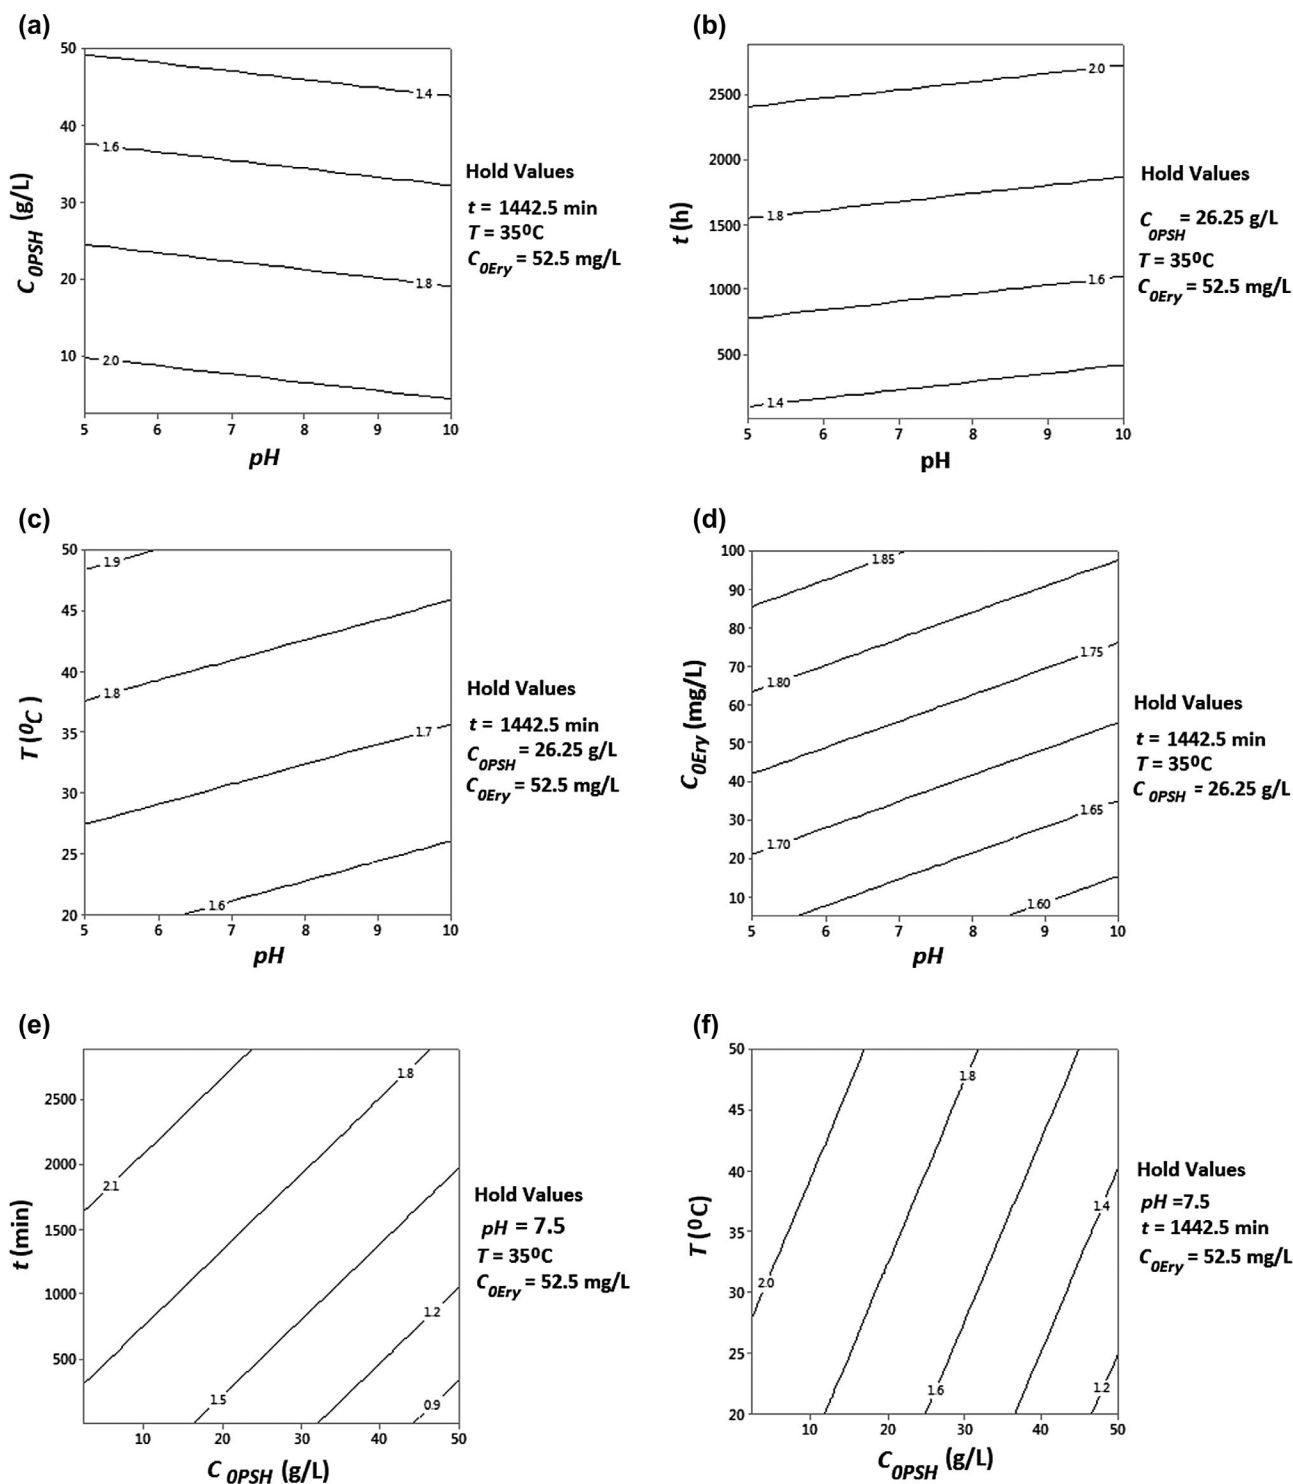 (a)
50
40
30
20
10
C0PSH (g/L)
1.4
1.6
1.8
2.0
5 6 7 8 9 10
pH
Hold Values
t = 1442.5 min
T = 35⁰C
C0Ery = 52.5 mg/L
(b)
2500
2000
1500
1000
500
t (h)
2.0
1.8
1.6
1.4
5 6 7 8 9 10
pH
Hold Values
C0PSH = 26.25 g/L
T = 35⁰C
C0Ery = 52.5 mg/L
(c)
50
45
40
35
30
25
20
T (⁰C)
1.9
1.8
1.7
1.6
5 6 7 8 9 10
pH
Hold Values
t = 1442.5 min
C0PSH = 26.25 g/L
C0Ery = 52.5 mg/L
(d)
100
90
80
70
60
50
40
30
20
10
C0Ery (mg/L)
1.85
1.80
1.75
1.70
1.65
1.60
5 6 7 8 9 10
pH
Hold Values
t = 1442.5 min
T = 35⁰C
C0PSH = 26.25 g/L
(e)
2500
2000
1500
1000
500
t (min)
1.8
2.1
1.2
1.5
0.9
10 20 30 40 50
C0PSH (g/L)
Hold Values
pH = 7.5
T = 35⁰C
C0Ery = 52.5 mg/L
(f)
50
45
40
35
30
25
20
T (⁰C)
1.8
1.4
2.0
1.6
1.2
10 20 30 40 50
C0PSH (g/L)
Hold Values
pH =7.5
t = 1442.5 min
C0Ery = 52.5 mg/L